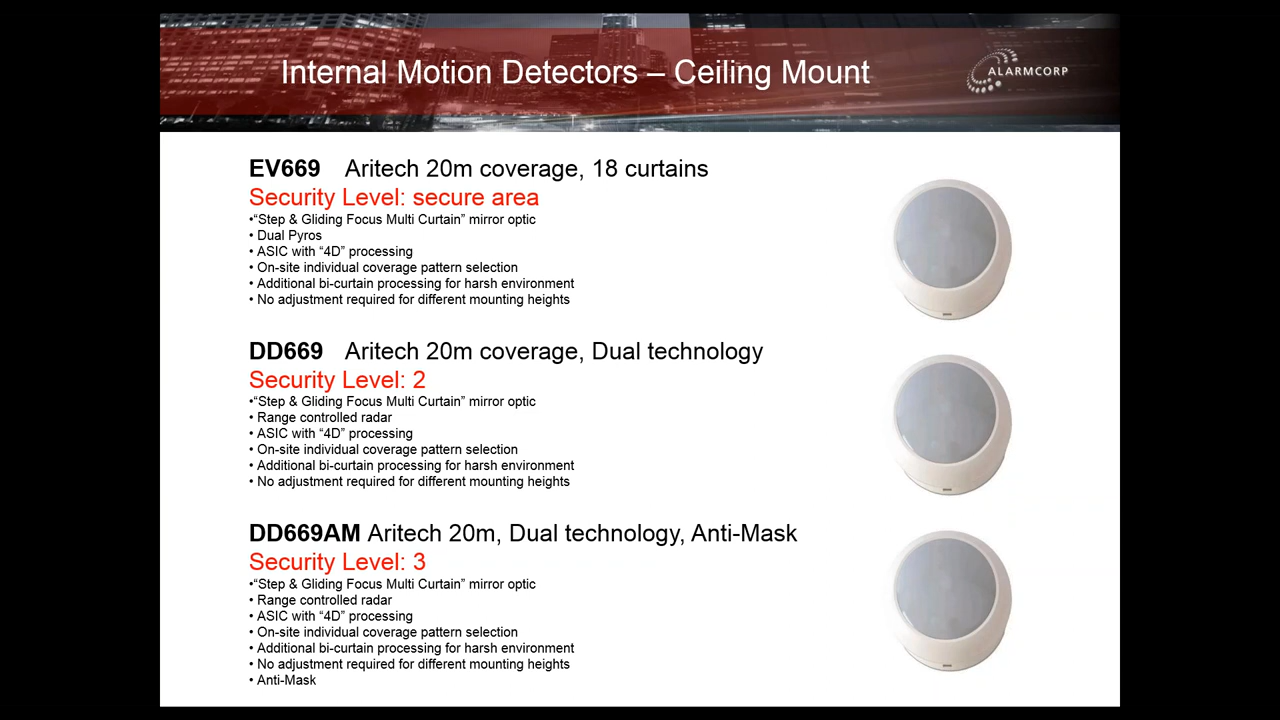 Internal Motion Detectors – Ceiling Mount
ALARMCORP
EV669 Aritech 20m coverage, 18 curtains
Security Level: secure area
•“Step & Gliding Focus Multi Curtain” mirror optic
• Dual Pyros
• ASIC with “4D” processing
• On-site individual coverage pattern selection
• Additional bi-curtain processing for harsh environment
• No adjustment required for different mounting heights
DD669 Aritech 20m coverage, Dual technology
Security Level: 2
•“Step & Gliding Focus Multi Curtain” mirror optic
• Range controlled radar
• ASIC with “4D” processing
• On-site individual coverage pattern selection
• Additional bi-curtain processing for harsh environment
• No adjustment required for different mounting heights
DD669AM Aritech 20m, Dual technology, Anti-Mask
Security Level: 3
•“Step & Gliding Focus Multi Curtain” mirror optic
• Range controlled radar
• ASIC with “4D” processing
• On-site individual coverage pattern selection
• Additional bi-curtain processing for harsh environment
• No adjustment required for different mounting heights
• Anti-Mask